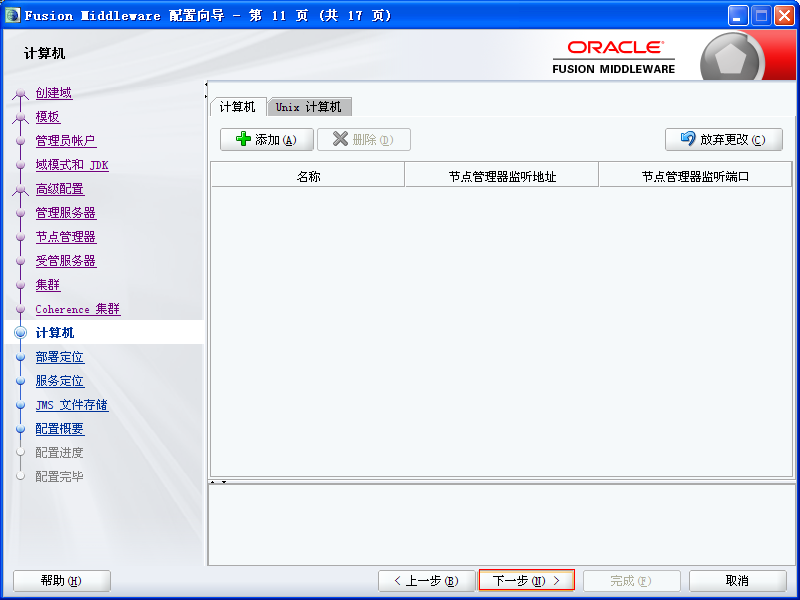 Fusion Middleware 配置向导 - 第 11 页 (共 17 页)
计算机
ORACLE
FUSION MIDDLEWARE
创建域
模板
管理员帐户
域模式和 JDK
高级配置
管理服务器
节点管理器
受管服务器
集群
Coherence 集群
计算机
部署定位
服务定位
JMS 文件存储
配置概要
配置进度
配置完毕
计算机 Unix 计算机
添加(A) 删除(D) 放弃更改(C)
名称 节点管理器监听地址 节点管理器监听端口
帮助(H) < 上一步(B) 下一步(N) > 完成(F) 取消